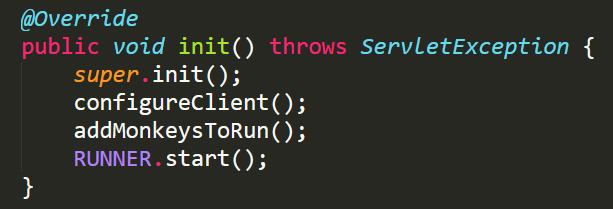 @Override
public void init() throws ServletException {
    super.init();
    configureClient();
    addMonkeysToRun();
    RUNNER.start();
}